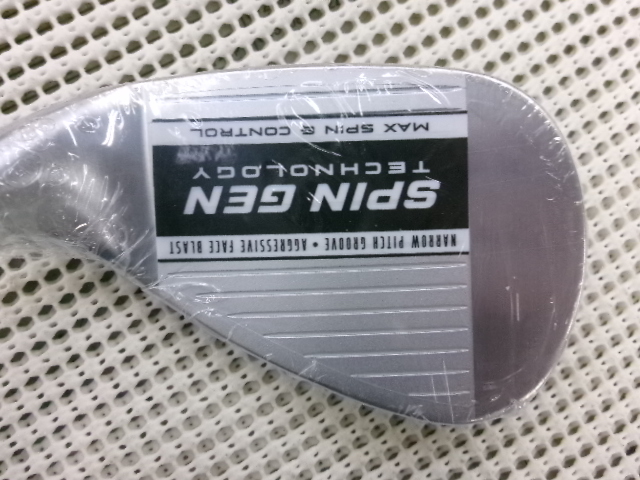 NARROW PITCH GROOVE • AGGRESSIVE FACE BLAST
SPIN GEN
TECHNOLOGY
MAX SPIN & CONTROL